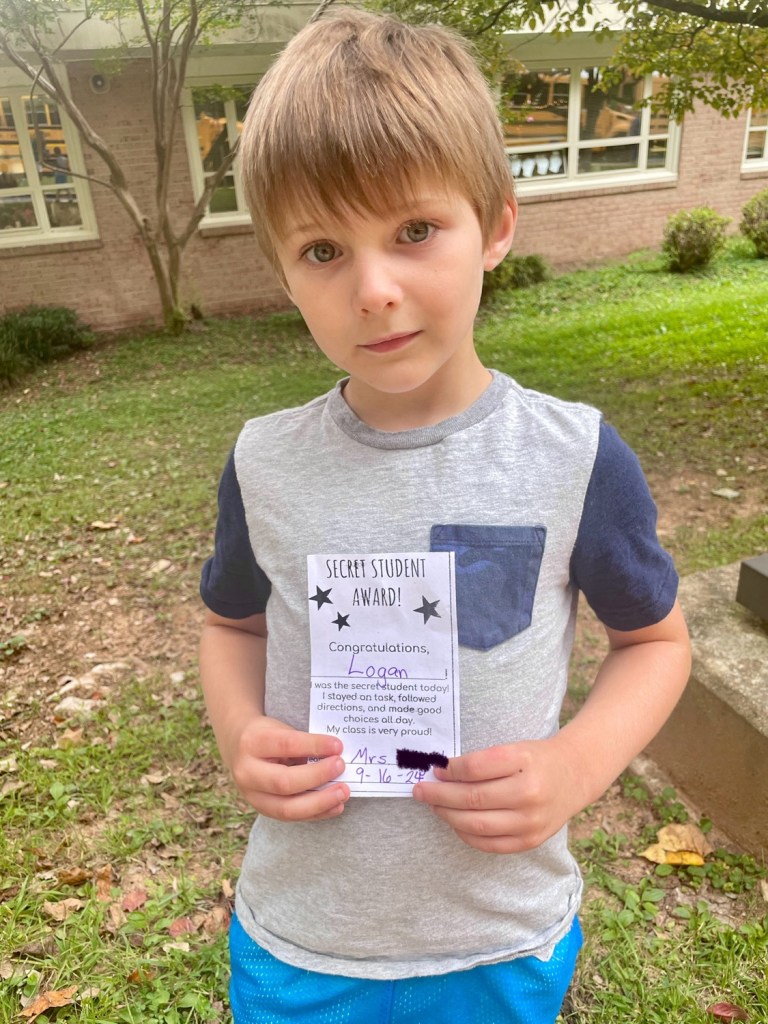 SECRET STUDENT
AWARD!
Congratulations,
Logan !
I was the secret student today!
I stayed on task, followed
directions, and made good
choices all day.
My class is very proud!
Mrs.
9-16-24